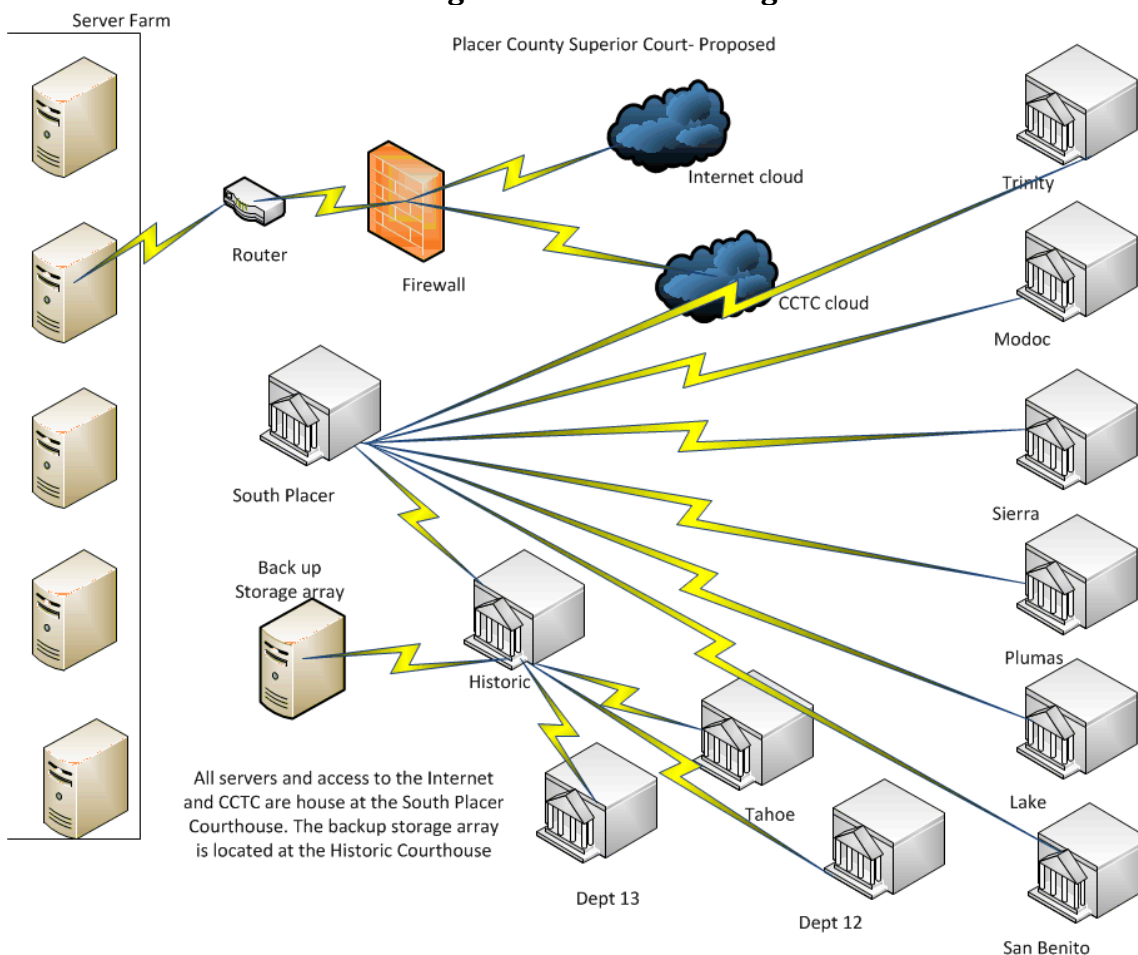 Server Farm
Placer County Superior Court- Proposed
Internet cloud
Trinity
Router
Firewall
CCTC cloud
Modoc
South Placer
Sierra
Back up
Storage array
Historic
Plumas
All servers and access to the Internet
and CCTC are house at the South Placer
Courthouse. The backup storage array
is located at the Historic Courthouse
Tahoe
Lake
Dept 13
Dept 12
San Benito